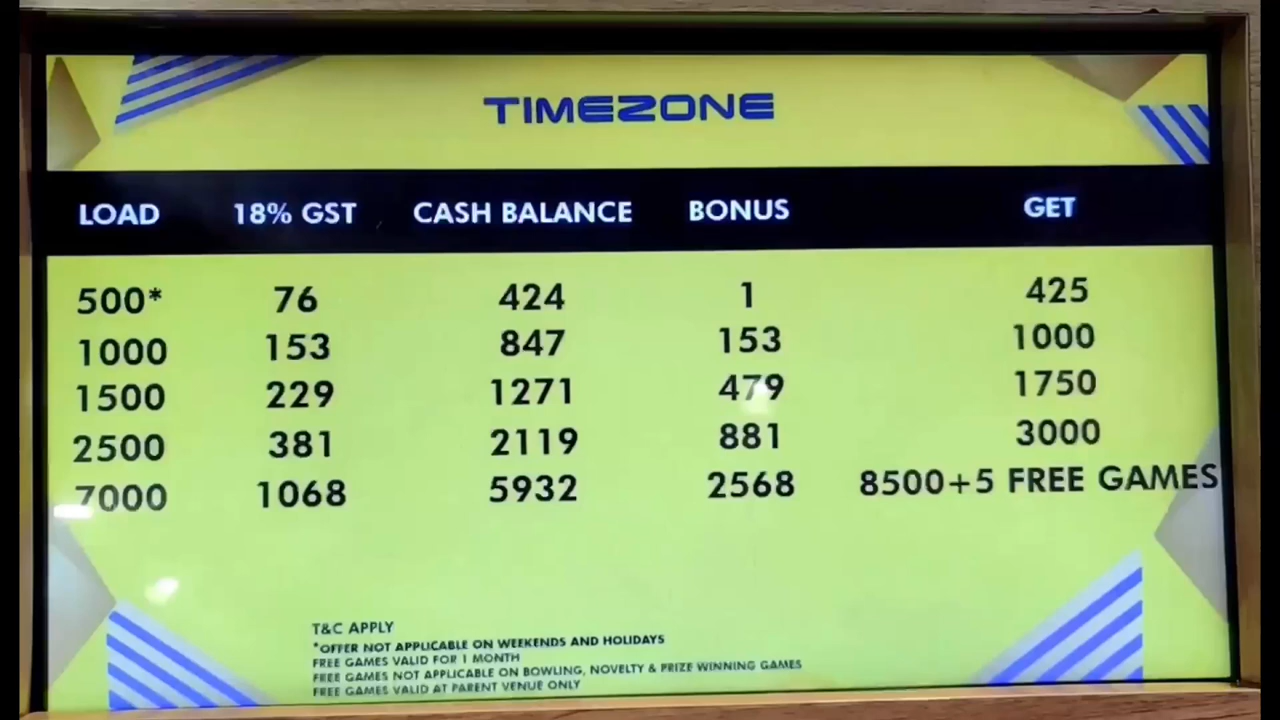 TIMEZONE
LOAD 18% GST CASH BALANCE BONUS GET
500* 76 424 1 425
1000 153 847 153 1000
1500 229 1271 479 1750
2500 381 2119 881 3000
7000 1068 5932 2568 8500+5 FREE GAMES
T&C APPLY
*OFFER NOT APPLICABLE ON WEEKENDS AND HOLIDAYS
FREE GAMES VALID FOR 1 MONTH
FREE GAMES NOT APPLICABLE ON BOWLING, NOVELTY & PRIZE WINNING GAMES
FREE GAMES VALID AT PARENT VENUE ONLY